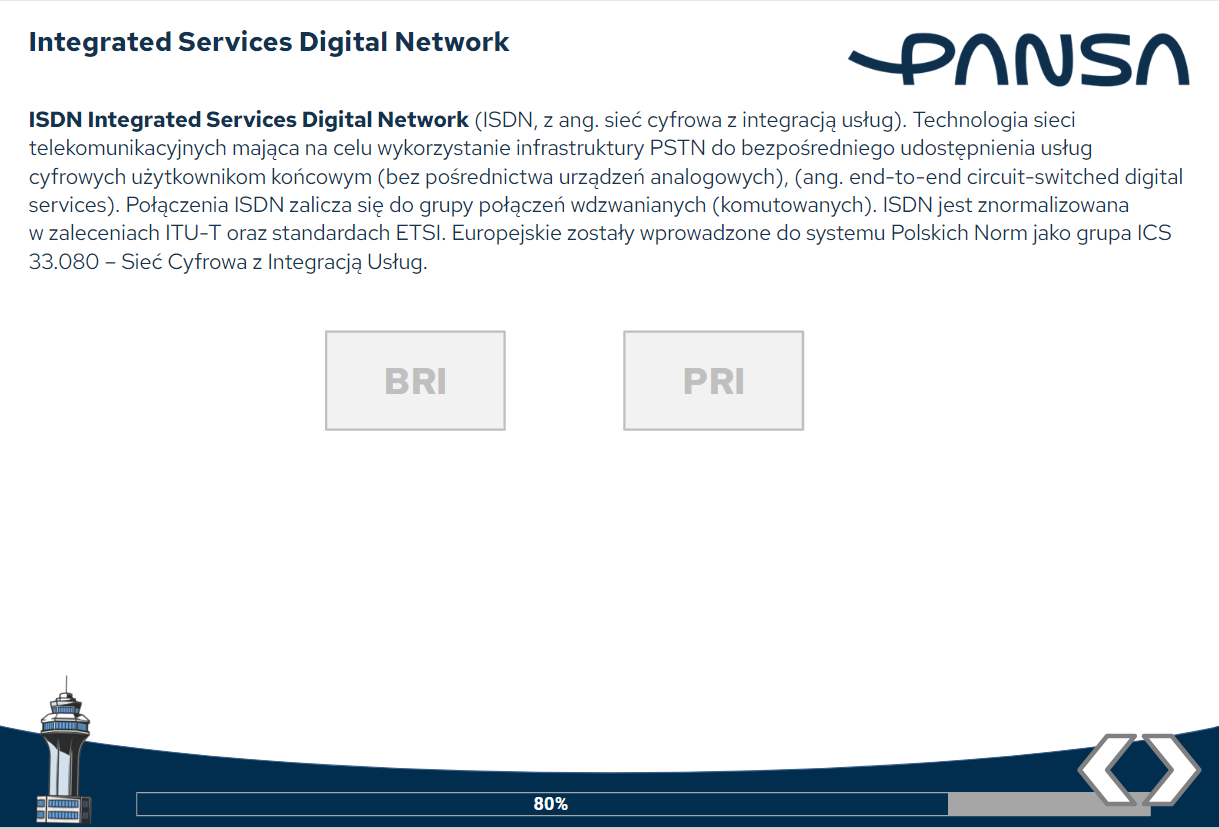 Integrated Services Digital Network
PANSA
ISDN Integrated Services Digital Network (ISDN, z ang. sieć cyfrowa z integracją usług). Technologia sieci
telekomunikacyjnych mająca na celu wykorzystanie infrastruktury PSTN do bezpośredniego udostępnienia usług
cyfrowych użytkownikom końcowym (bez pośrednictwa urządzeń analogowych), (ang. end-to-end circuit-switched digital
services). Połączenia ISDN zalicza się do grupy połączeń wdzwanianych (komutowanych). ISDN jest znormalizowana
w zaleceniach ITU-T oraz standardach ETSI. Europejskie zostały wprowadzone do systemu Polskich Norm jako grupa ICS
33.080 – Sieć Cyfrowa z Integracją Usług.
BRI
PRI
80%